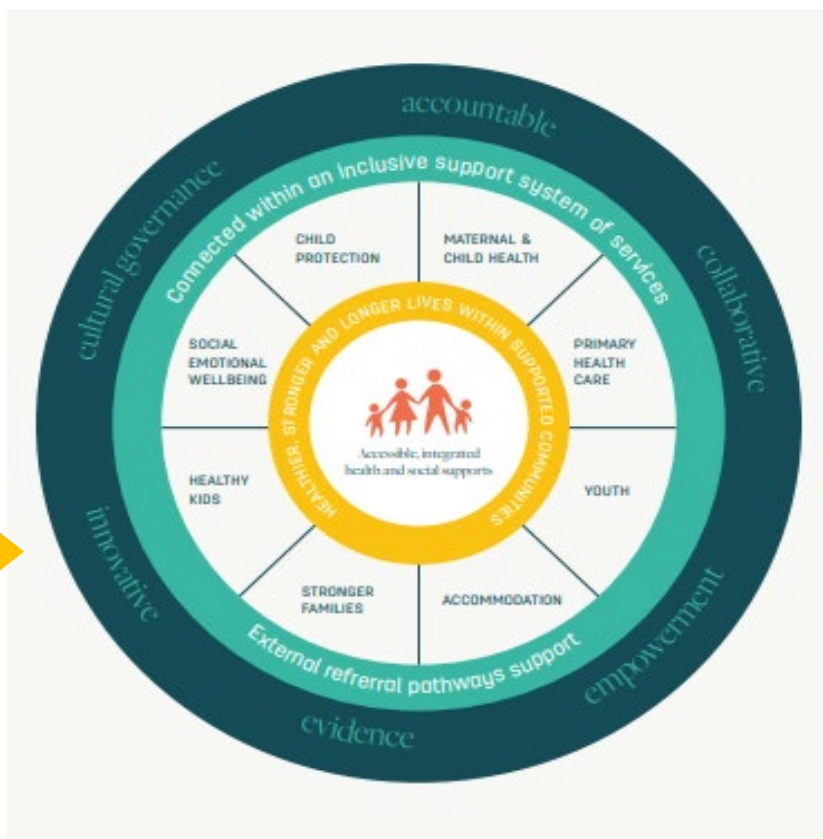 accountable
collaborative
empowerment
evidence
innovative
cultural governance
Connected within an inclusive support system of services
External refrerral pathways support
CHILD
PROTECTION
MATERNAL &
CHILD HEALTH
PRIMARY
HEALTH
CARE
YOUTH
ACCOMMODATION
STRONGER
FAMILIES
HEALTHY
KIDS
SOCIAL
EMOTIONAL
WELLBEING
HEALTHIER, STRONGER AND LONGER LIVES WITHIN SUPPORTED COMMUNITIES
Accessible, integrated
health and social supports